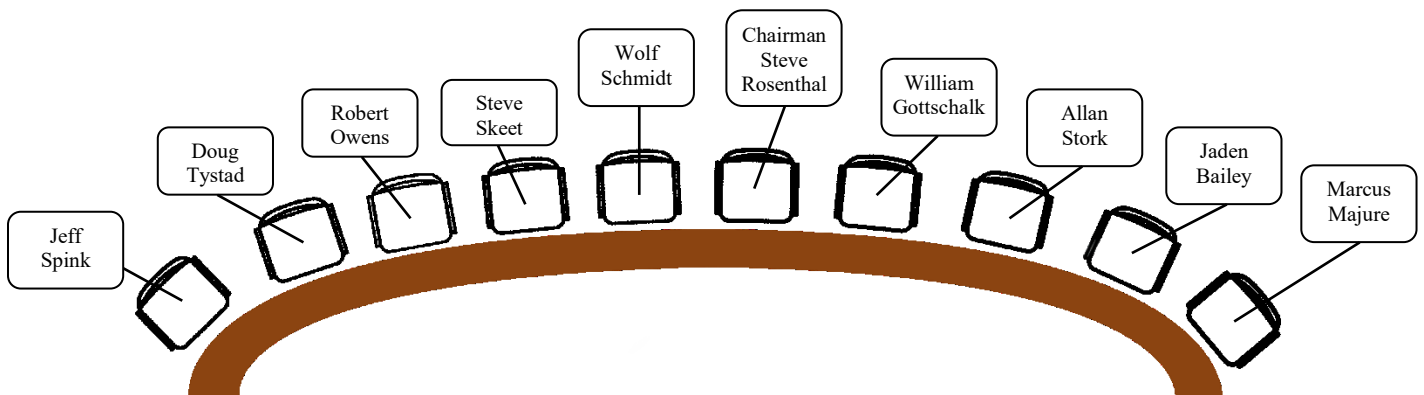 Jeff
Spink
Doug
Tystad
Robert
Owens
Steve
Skeet
Wolf
Schmidt
Chairman
Steve
Rosenthal
William
Gottschalk
Allan
Stork
Jaden
Bailey
Marcus
Majure